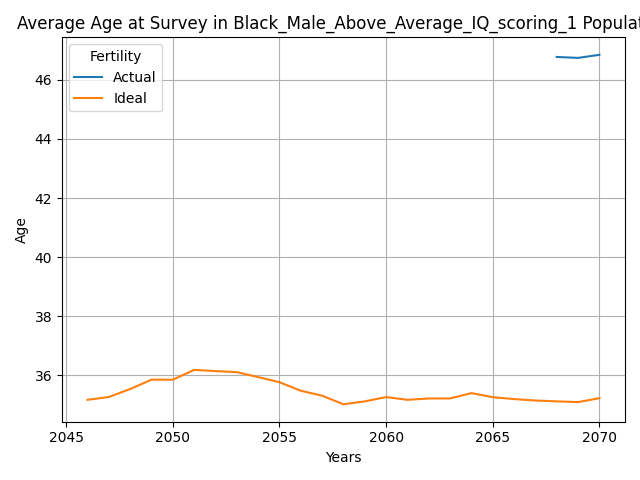 Average Age at Survey in Black_Male_Above_Average_IQ_scoring_1 Populat
Fertility
Actual
Ideal
46
44
42
40
38
36
Age
2045 2050 2055 2060 2065 2070
Years